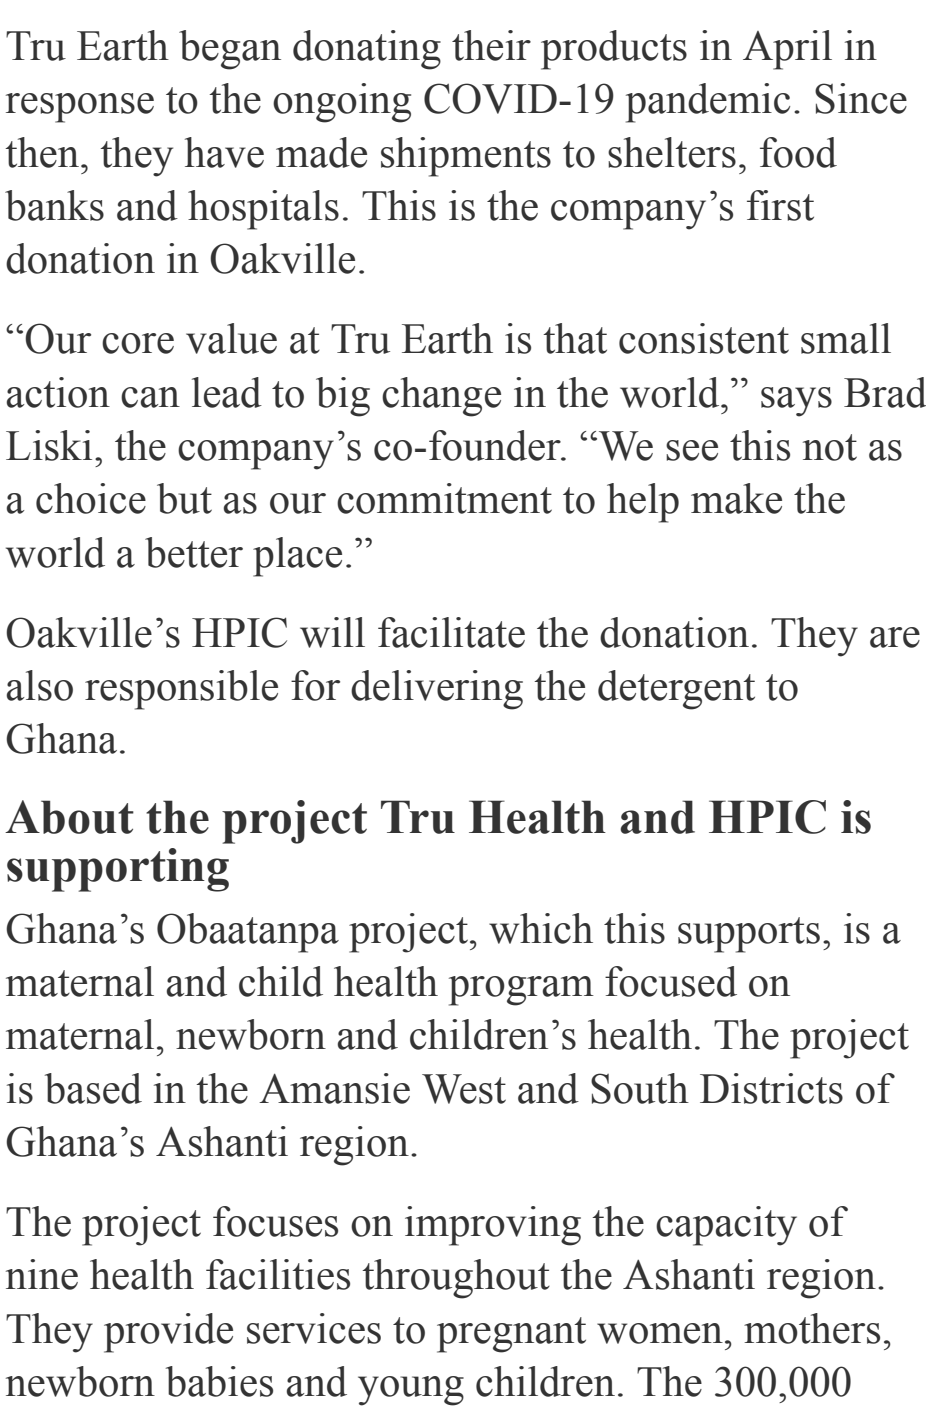 Tru Earth began donating their products in April in
response to the ongoing COVID-19 pandemic. Since
then, they have made shipments to shelters, food
banks and hospitals. This is the company’s first
donation in Oakville.
“Our core value at Tru Earth is that consistent small
action can lead to big change in the world,” says Brad
Liski, the company’s co-founder. “We see this not as
a choice but as our commitment to help make the
world a better place.”
Oakville’s HPIC will facilitate the donation. They are
also responsible for delivering the detergent to
Ghana.
About the project Tru Health and HPIC is
supporting
Ghana’s Obaatanpa project, which this supports, is a
maternal and child health program focused on
maternal, newborn and children’s health. The project
is based in the Amansie West and South Districts of
Ghana’s Ashanti region.
The project focuses on improving the capacity of
nine health facilities throughout the Ashanti region.
They provide services to pregnant women, mothers,
newborn babies and young children. The 300,000